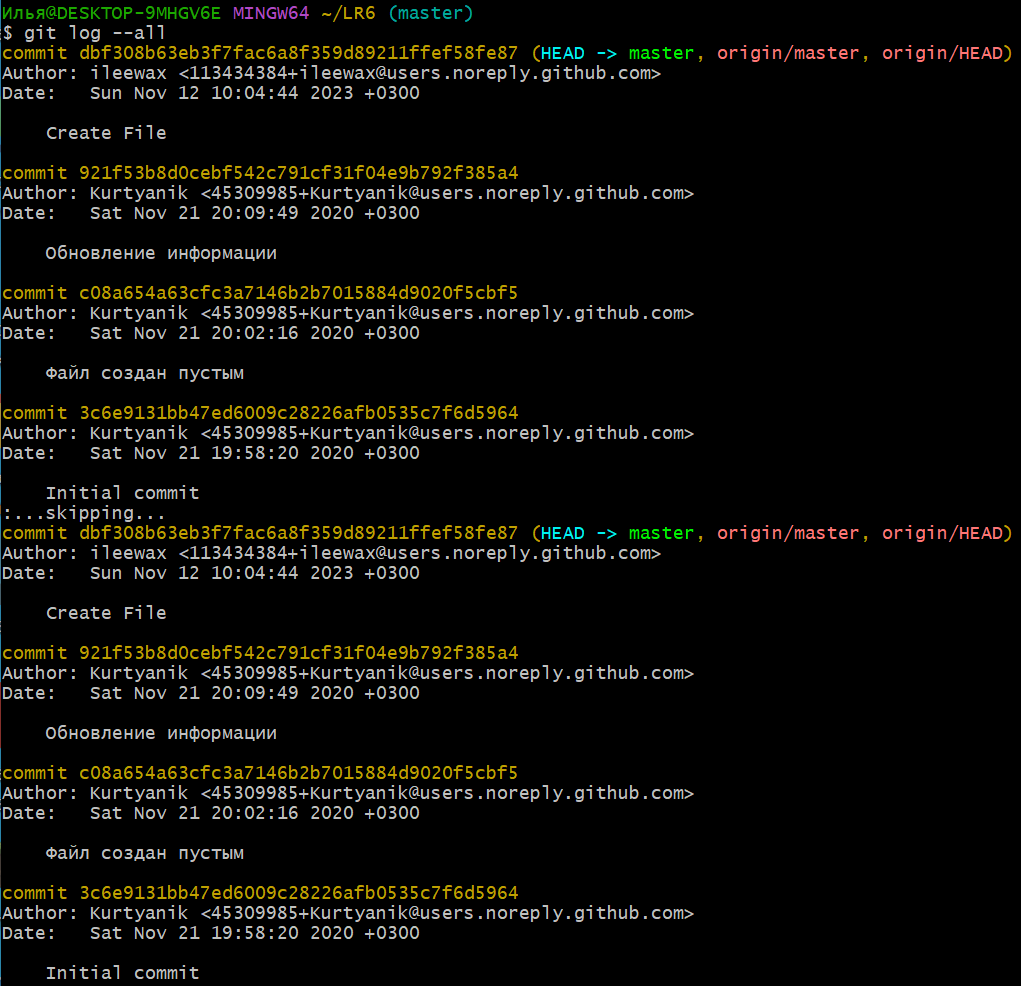 Илья@DESKTOP-9MHGV6E MINGW64 ~/LR6 (master)
$ git log --all
commit dbf308b63eb3f7fac6a8f359d89211ffef58fe87 (HEAD -> master, origin/master, origin/HEAD)
Author: ileewax <113434384+ileewax@users.noreply.github.com>
Date:   Sun Nov 12 10:04:44 2023 +0300
    Create File
commit 921f53b8d0cebf542c791cf31f04e9b792f385a4
Author: Kurtyanik <45309985+Kurtyanik@users.noreply.github.com>
Date:   Sat Nov 21 20:09:49 2020 +0300
    Обновление информации
commit c08a654a63cfc3a7146b2b7015884d9020f5cbf5
Author: Kurtyanik <45309985+Kurtyanik@users.noreply.github.com>
Date:   Sat Nov 21 20:02:16 2020 +0300
    Файл создан пустым
commit 3c6e9131bb47ed6009c28226afb0535c7f6d5964
Author: Kurtyanik <45309985+Kurtyanik@users.noreply.github.com>
Date:   Sat Nov 21 19:58:20 2020 +0300
    Initial commit
:...skipping...
commit dbf308b63eb3f7fac6a8f359d89211ffef58fe87 (HEAD -> master, origin/master, origin/HEAD)
Author: ileewax <113434384+ileewax@users.noreply.github.com>
Date:   Sun Nov 12 10:04:44 2023 +0300
    Create File
commit 921f53b8d0cebf542c791cf31f04e9b792f385a4
Author: Kurtyanik <45309985+Kurtyanik@users.noreply.github.com>
Date:   Sat Nov 21 20:09:49 2020 +0300
    Обновление информации
commit c08a654a63cfc3a7146b2b7015884d9020f5cbf5
Author: Kurtyanik <45309985+Kurtyanik@users.noreply.github.com>
Date:   Sat Nov 21 20:02:16 2020 +0300
    Файл создан пустым
commit 3c6e9131bb47ed6009c28226afb0535c7f6d5964
Author: Kurtyanik <45309985+Kurtyanik@users.noreply.github.com>
Date:   Sat Nov 21 19:58:20 2020 +0300
    Initial commit